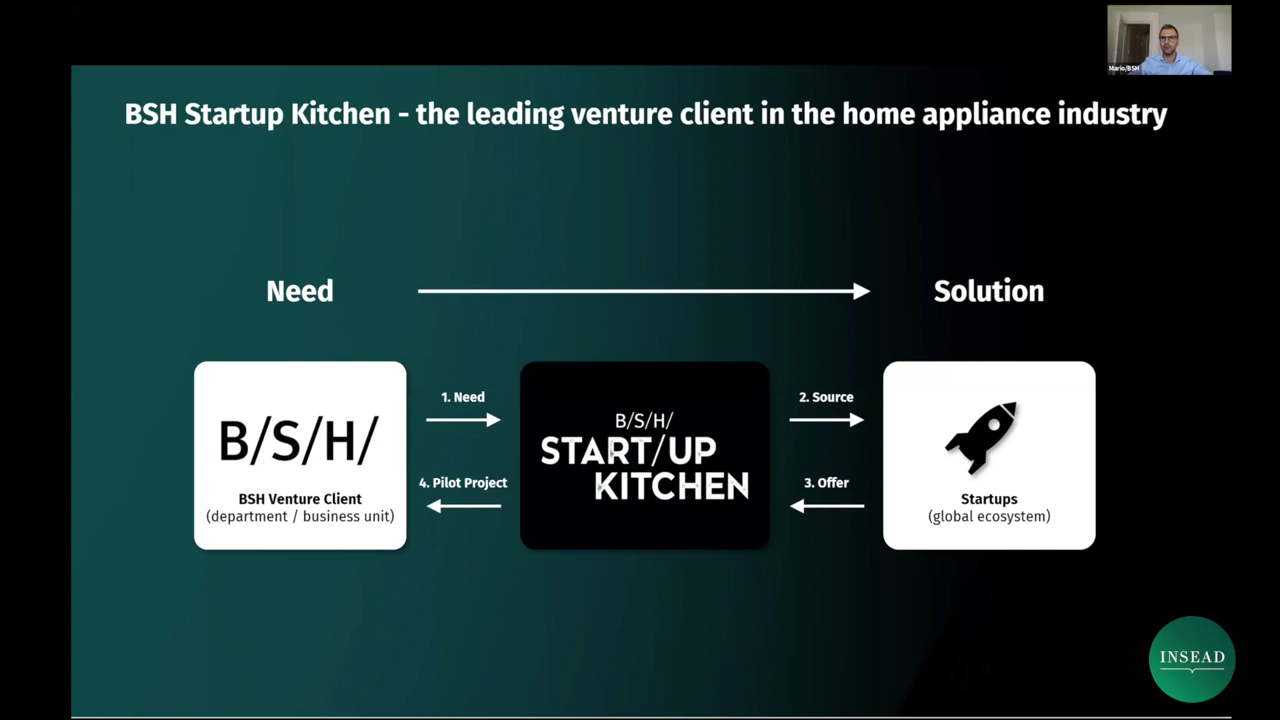 Mario/BSH
BSH Startup Kitchen - the leading venture client in the home appliance industry
Need
Solution
B/S/H/
BSH Venture Client
(department / business unit)
1. Need
4. Pilot Project
B/S/H/
START/UP
KITCHEN
2. Source
3. Offer
Startups
(global ecosystem)
INSEAD